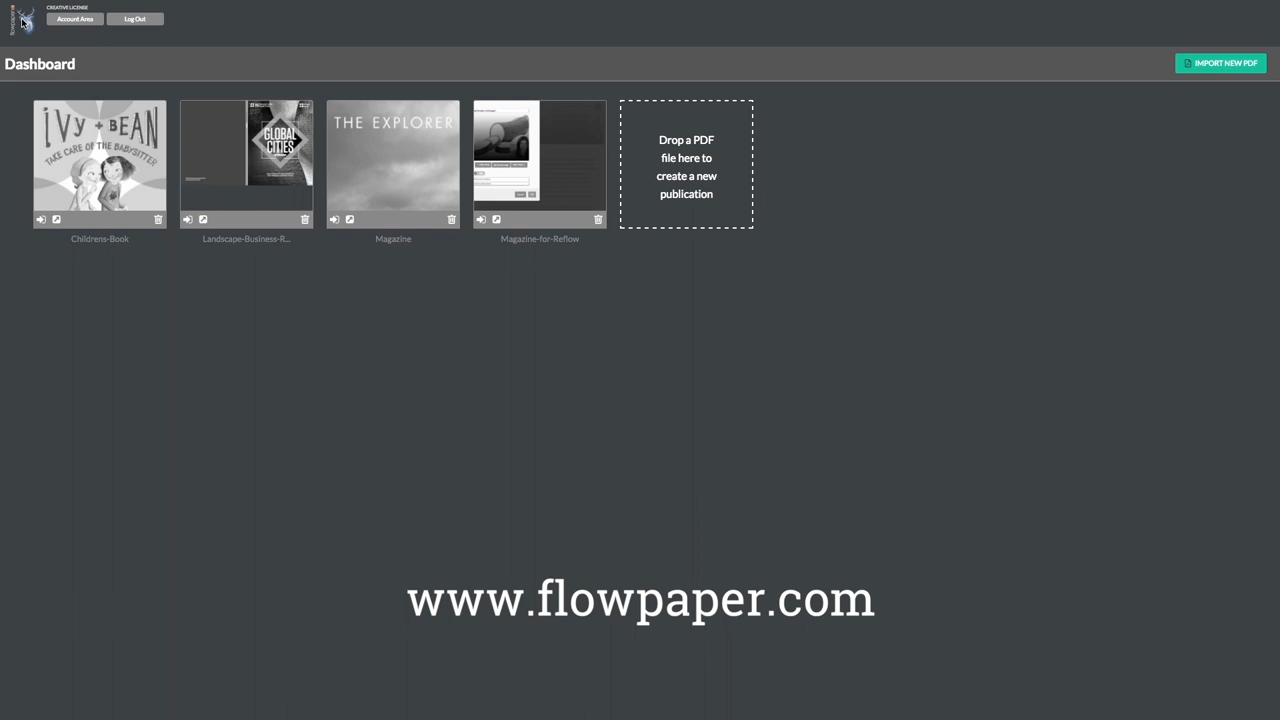 flowpaper
CREATIVE LICENSE
Account Area
Log Out
Dashboard
IMPORT NEW PDF
IVY + BEAN
TAKE CARE OF THE BABYSITTER
GLOBAL
CITIES
THE EXPLORER
Drop a PDF
file here to
create a new
publication
Childrens-Book
Landscape-Business-R...
Magazine
Magazine-for-Reflow
www.flowpaper.com